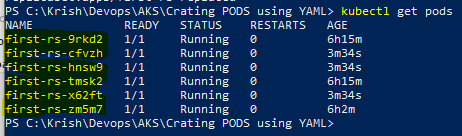 PS C:\Krish\Devops\AKS\Crating PODS using YAML> kubectl get pods
NAME READY STATUS RESTARTS AGE
first-rs-9rkd2 1/1 Running 0 6h15m
first-rs-cfvzh 1/1 Running 0 3m34s
first-rs-hnsw9 1/1 Running 0 3m34s
first-rs-tmsk2 1/1 Running 0 6h15m
first-rs-x62ft 1/1 Running 0 3m34s
first-rs-zm5m7 1/1 Running 0 6h2m
PS C:\Krish\Devops\AKS\Crating PODS using YAML>